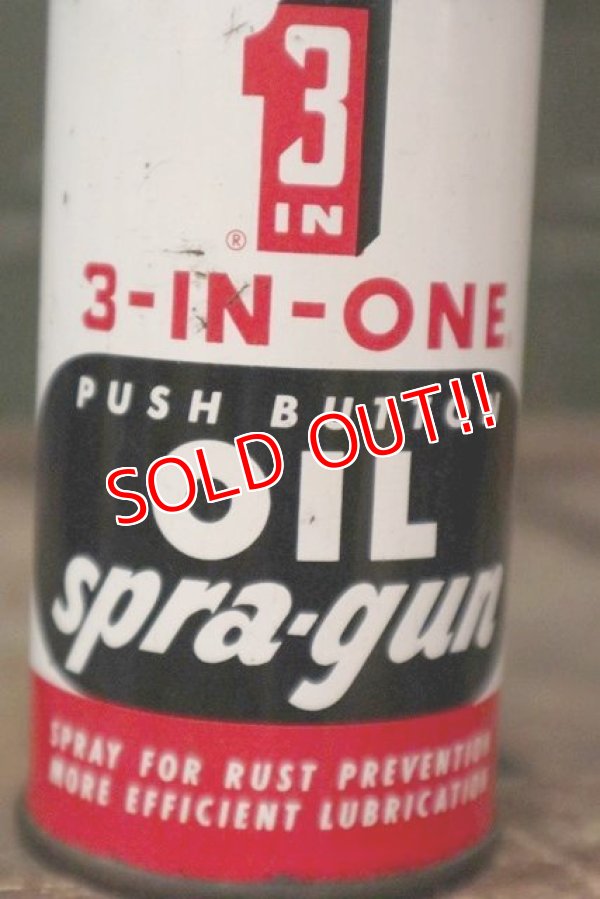 3
IN
®
3-IN-ONE
PUSH BUTTON
SOLD OUT!!
OIL
spra-gun
SPRAY FOR RUST PREVENTION
MORE EFFICIENT LUBRICATION